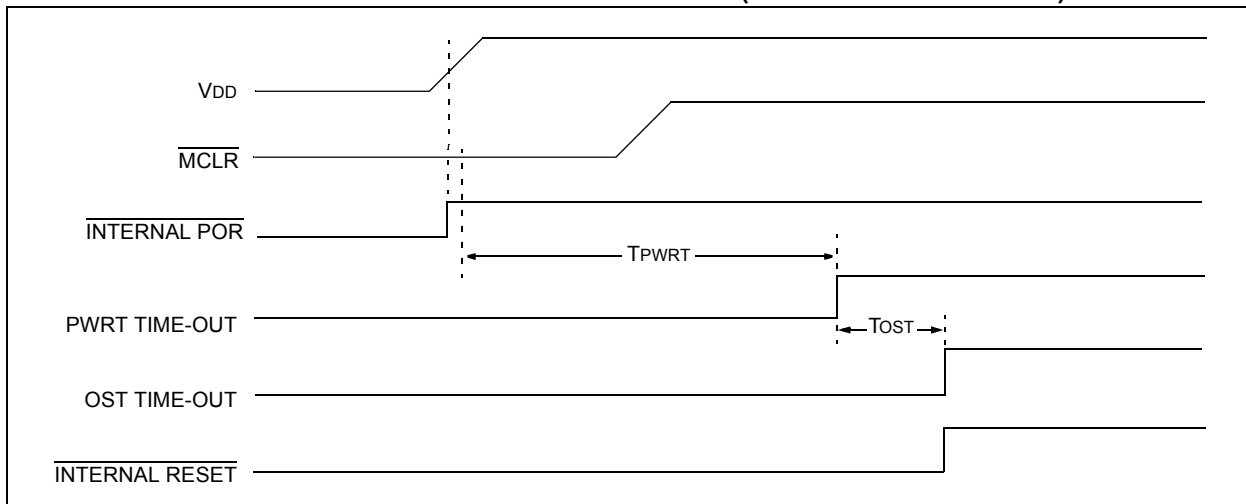 VDD
MCLR
INTERNAL POR
TPWRT
PWRT TIME-OUT
TOST
OST TIME-OUT
INTERNAL RESET